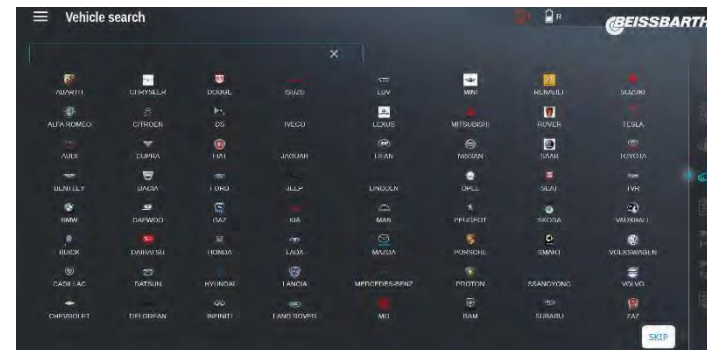 Vehicle search
R
BEISSBARTH
ABARTH CHRYSLER DODGE ISUZU LDV MINI RENAULT SUZUKI
ALFA ROMEO CITROEN DS IVECO LEXUS MITSUBISHI ROVER TESLA
AUDI CUPRA FIAT JAGUAR LIFAN NISSAN SAAB TOYOTA
BENTLEY DACIA FORD JEEP LINCOLN OPEL SEAT TVR
BMW DAEWOO GAZ KIA MAN PEUGEOT SKODA VAUXHALL
BUICK DAIHATSU HONDA LADA MAZDA PORSCHE SMART VOLKSWAGEN
CADILLAC DATSUN HYUNDAI LANCIA MERCEDES-BENZ PROTON SSANGYONG VOLVO
CHEVROLET DELOREAN INFINITI LAND ROVER MG RAM SUBARU ZAZ
SKIP